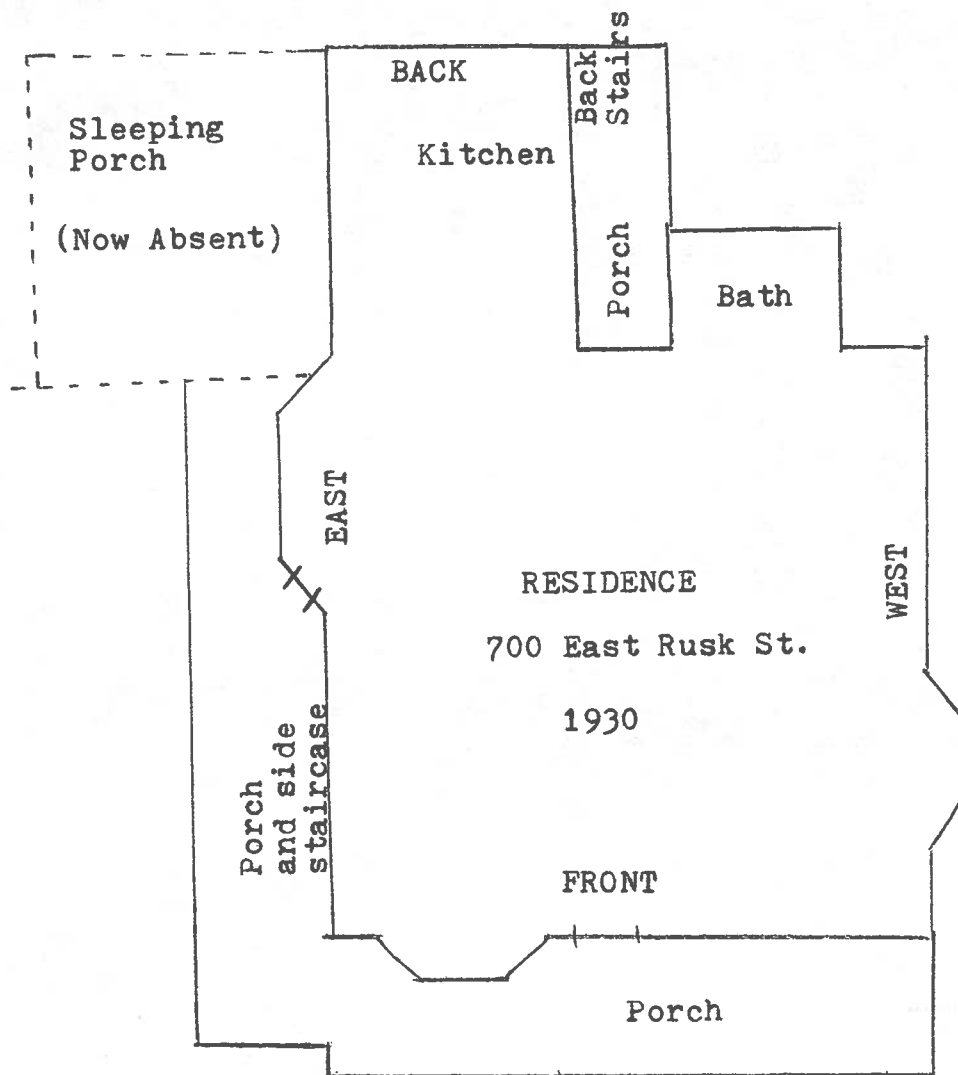 BACK
Back
Stairs
Sleeping
Porch
Kitchen
(Now Absent)
Porch
Bath
EAST
WEST
RESIDENCE
700 East Rusk St.
1930
Porch
and side
staircase
FRONT
Porch